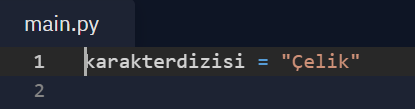 main.py
1 karakterdizisi = "Çelik"
2